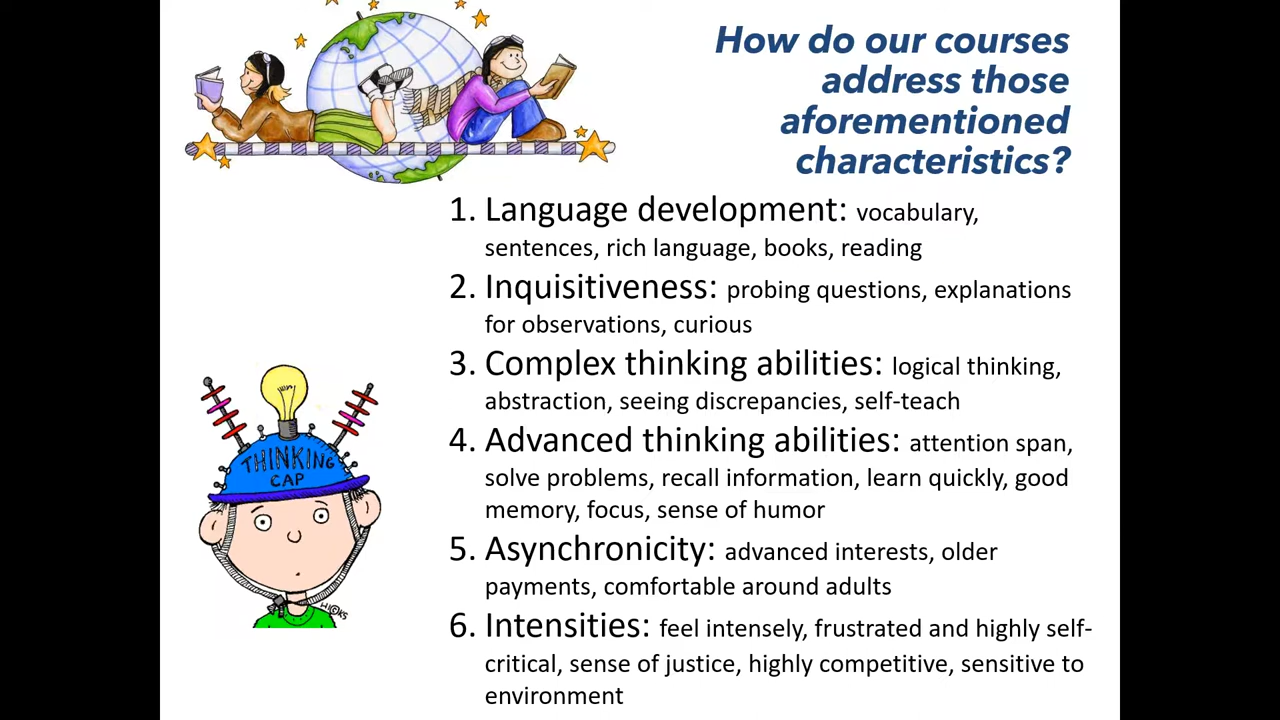 How do our courses
address those
aforementioned
characteristics?
1. Language development: vocabulary,
sentences, rich language, books, reading
2. Inquisitiveness: probing questions, explanations
for observations, curious
3. Complex thinking abilities: logical thinking,
abstraction, seeing discrepancies, self-teach
4. Advanced thinking abilities: attention span,
solve problems, recall information, learn quickly, good
memory, focus, sense of humor
5. Asynchronicity: advanced interests, older
payments, comfortable around adults
6. Intensities: feel intensely, frustrated and highly self-
critical, sense of justice, highly competitive, sensitive to
environment
THINKING
CAP